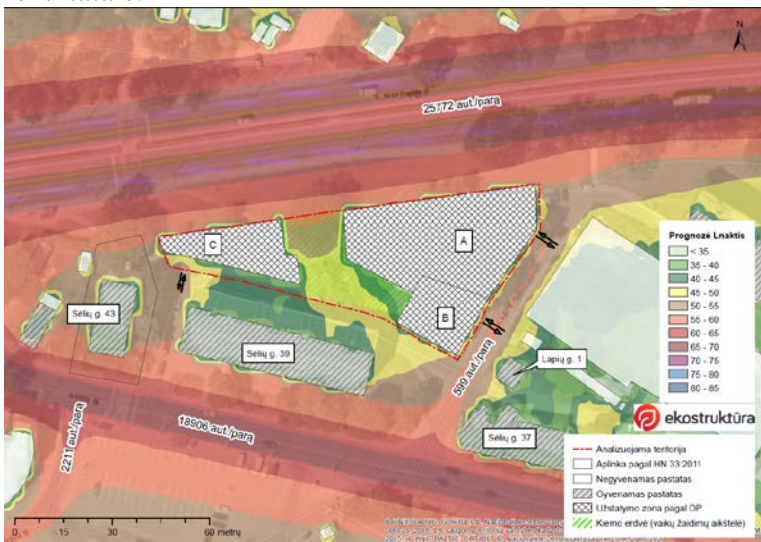 N
25772 aut./parą
A
C
B
Prognozė Lnaktis
< 35
35 - 40
40 - 45
45 - 50
50 - 55
55 - 60
60 - 65
65 - 70
70 - 75
75 - 80
80 - 85
Sėlių g. 43
Sėlių g. 39
599 aut./parą
Lapių g. 1
ekostruktūra
18906 aut./parą
2211 aut./parą
Sėlių g. 37
Analizuojama teritorija
Aplinka pagal HN 33:2011
Negyvenamas pastatas
Gyvenamas pastatas
Užstatymo zona pagal DP
Kiemo erdvė (vaikų žaidimų aikštelė)
0 15 30 60 metrų